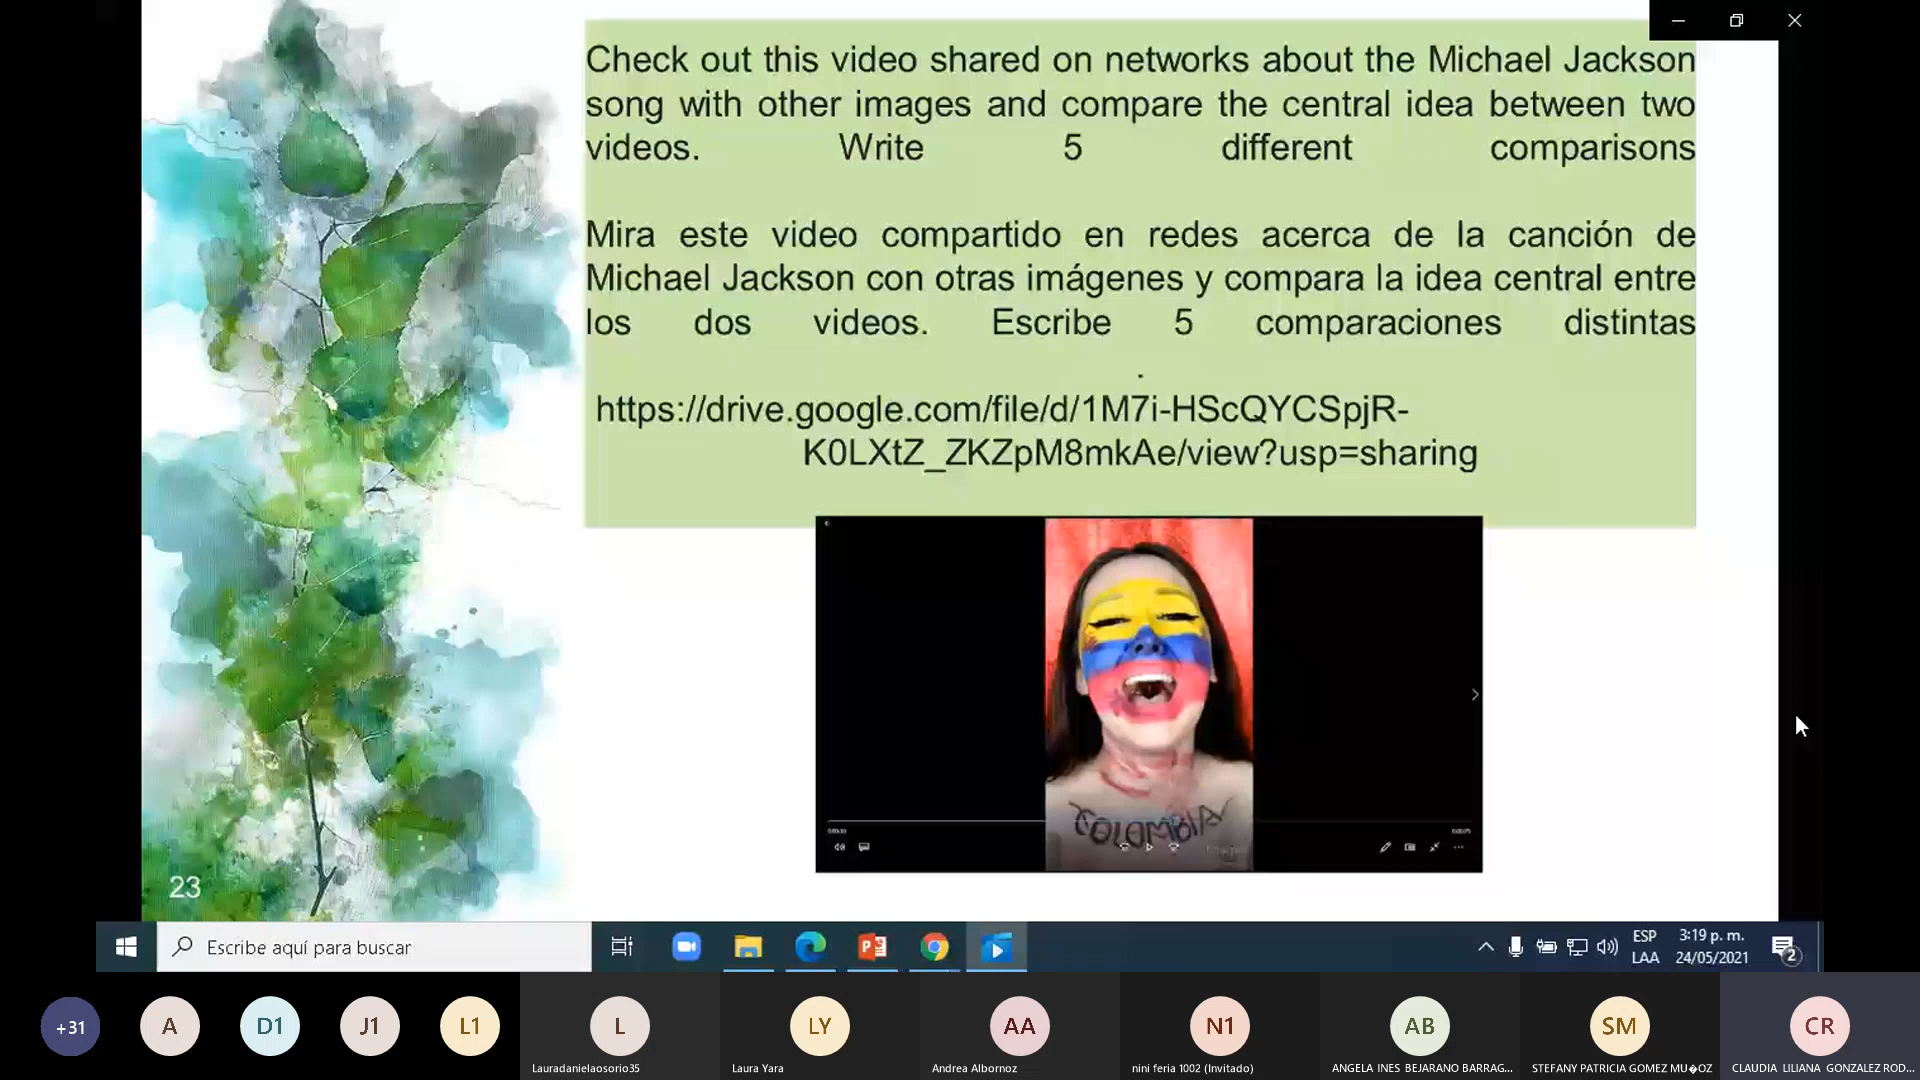 Check out this video shared on networks about the Michael Jackson
song with other images and compare the central idea between two
videos. Write 5 different comparisons
Mira este video compartido en redes acerca de la canción de
Michael Jackson con otras imágenes y compara la idea central entre
los dos videos. Escribe 5 comparaciones distintas
.
https://drive.google.com/file/d/1M7i-HScQYCSpjR-
K0LXtZ_ZKZpM8mkAe/view?usp=sharing
COLOMBIA
23
Escribe aquí para buscar
ESP
LAA
3:19 p. m.
24/05/2021
2
+31
A
D1
J1
L1
L
LY
AA
N1
AB
SM
CR
Lauradanielaosorio35
Laura Yara
Andrea Albornoz
nini feria 1002 (Invitado)
ANGELA INES BEJARANO BARRAG...
STEFANY PATRICIA GOMEZ MU�OZ
CLAUDIA LILIANA GONZALEZ ROD...